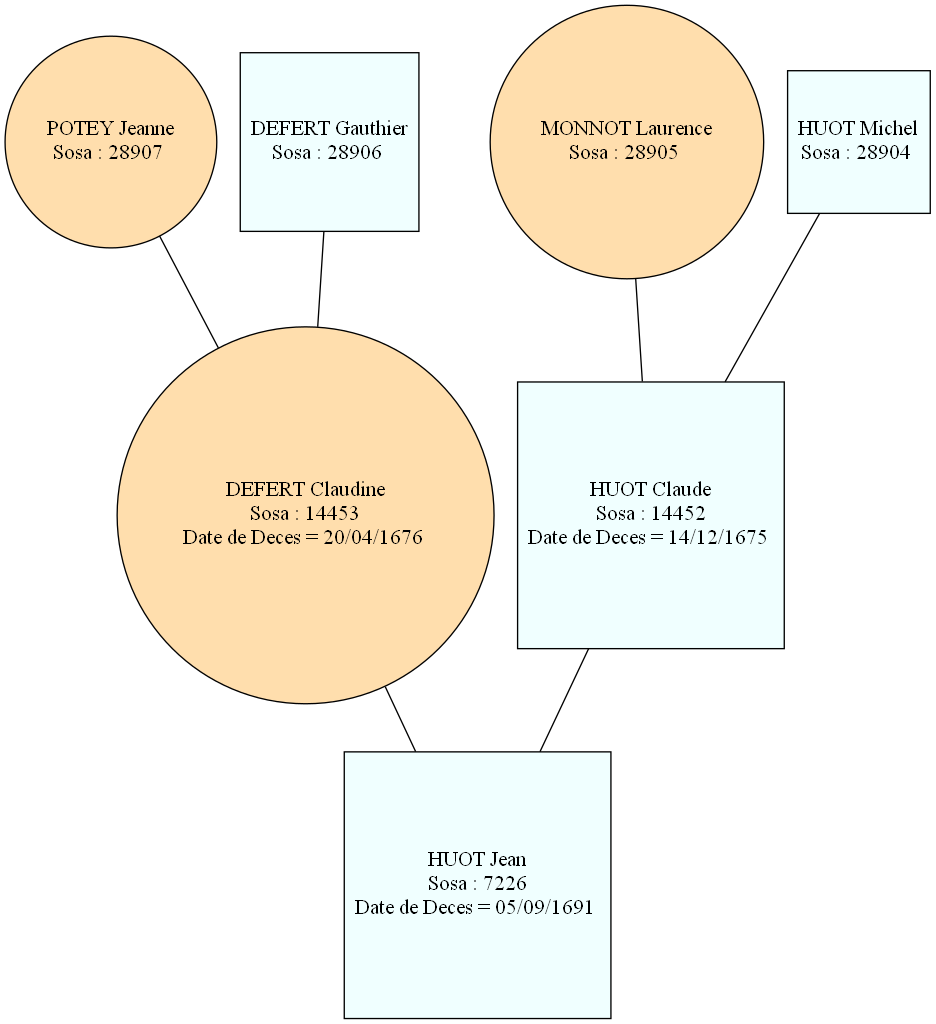 POTEY Jeanne
Sosa : 28907
DEFERT Gauthier
Sosa : 28906
MONNOT Laurence
Sosa : 28905
HUOT Michel
Sosa : 28904
DEFERT Claudine
Sosa : 14453
Date de Deces = 20/04/1676
HUOT Claude
Sosa : 14452
Date de Deces = 14/12/1675
HUOT Jean
Sosa : 7226
Date de Deces = 05/09/1691